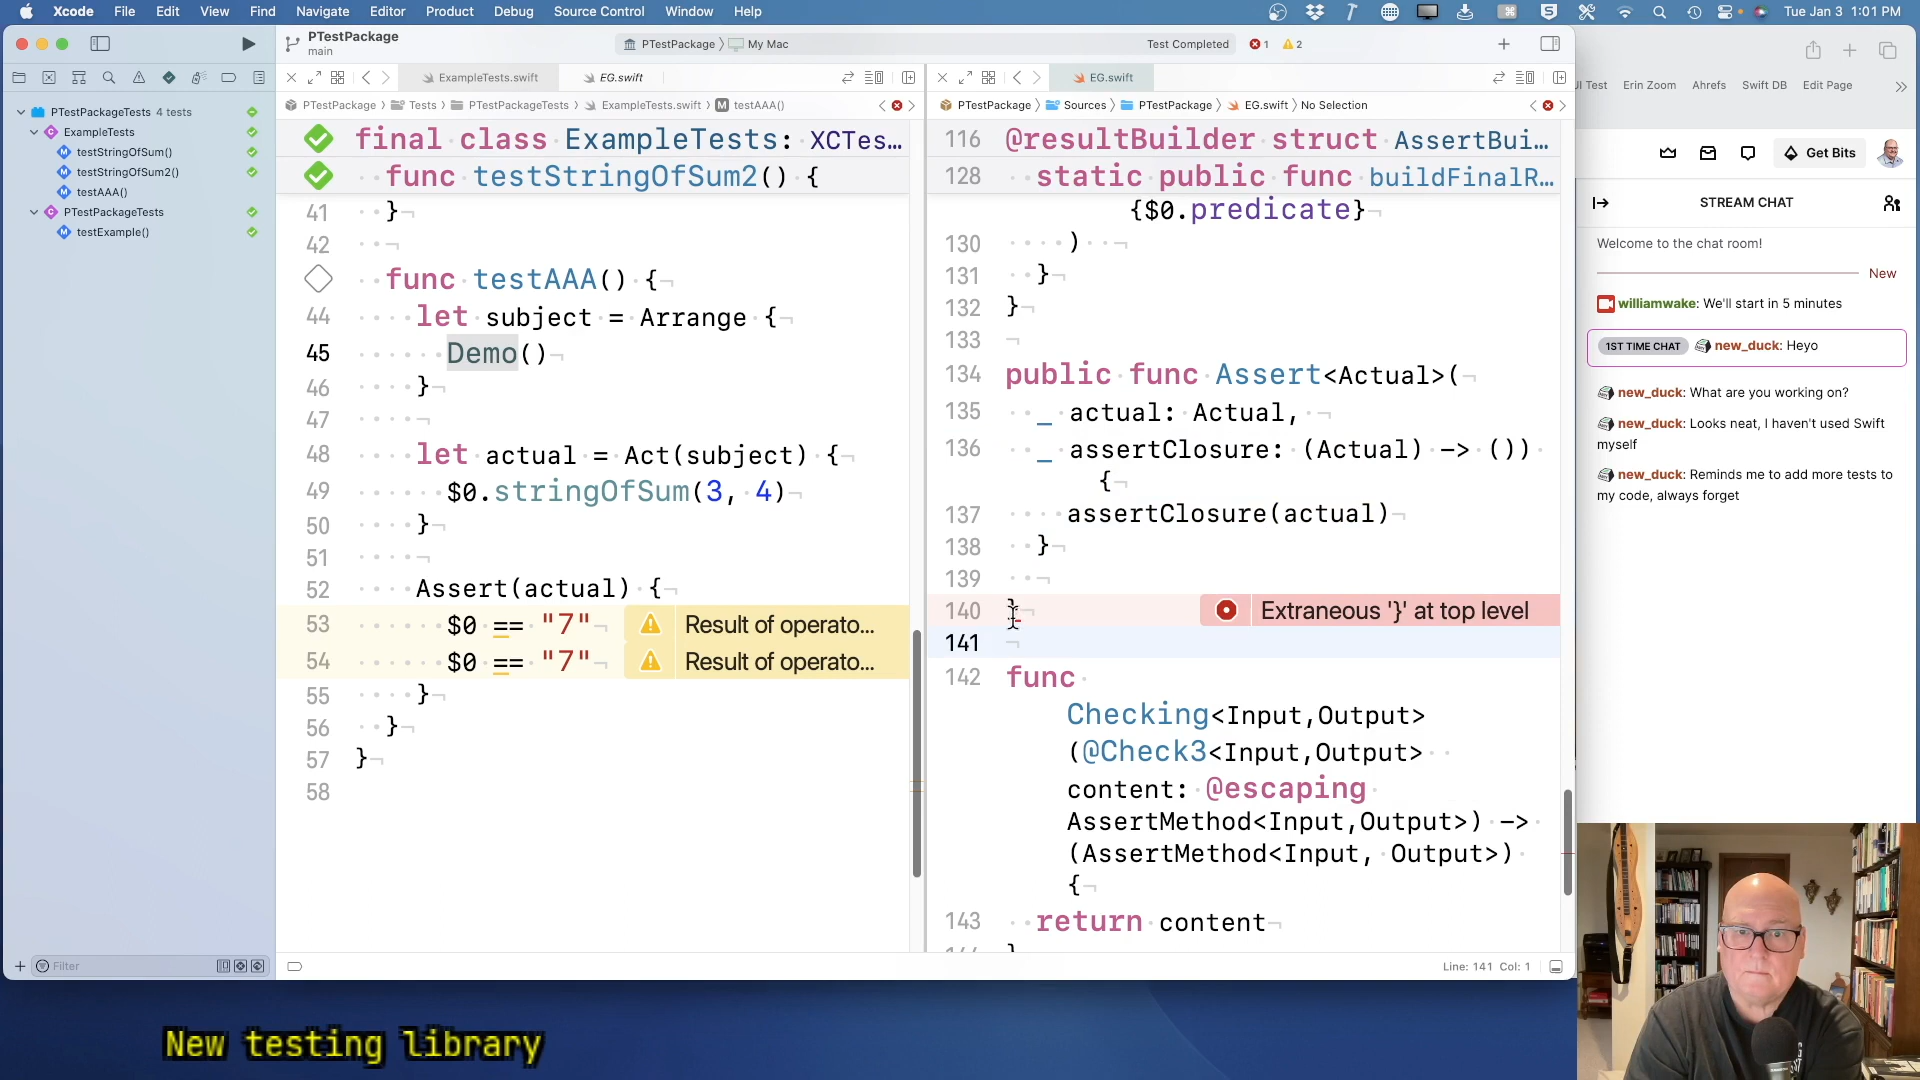 Xcode File Edit View Find Navigate Editor Product Debug Source Control Window Help
Tue Jan 3 1:01 PM
PTestPackage
main
PTestPackage
My Mac
Test Completed
1
2
ExampleTests.swift
EG.swift
PTestPackage
Tests
PTestPackageTests
ExampleTests.swift
testAAA()
PTestPackageTests 4 tests
ExampleTests
testStringOfSum()
testStringOfSum2()
testAAA()
PTestPackageTests
testExample()
Filter
final class ExampleTests: XCTes…
func testStringOfSum2() {
41 }
42
func testAAA() {
44 let subject = Arrange {
45 Demo()
46 }
47
48 let actual = Act(subject) {
49 $0.stringOfSum(3, 4)
50 }
51
52 Assert(actual) {
53 $0 == "7" Result of operato…
54 $0 == "7" Result of operato…
55 }
56 }
57 }
58
EG.swift
PTestPackage
Sources
PTestPackage
EG.swift
No Selection
116 @resultBuilder struct AssertBui…
128 static public func buildFinalR…
{$0.predicate}
130 )
131 }
132 }
133
134 public func Assert<Actual>(
135 _ actual: Actual,
136 _ assertClosure: (Actual) -> ())
{
137 assertClosure(actual)
138 }
139
140 } Extraneous '}' at top level
141
142 func
Checking<Input,Output>
(@Check3<Input,Output>
content: @escaping
AssertMethod<Input,Output>) ->
(AssertMethod<Input, Output>)
{
143 return content
Line: 141 Col: 1
UI Test Erin Zoom Ahrefs Swift DB Edit Page
Get Bits
STREAM CHAT
Welcome to the chat room!
New
williamwake: We'll start in 5 minutes
1ST TIME CHAT new_duck: Heyo
new_duck: What are you working on?
new_duck: Looks neat, I haven't used Swift
myself
new_duck: Reminds me to add more tests to
my code, always forget
New testing library